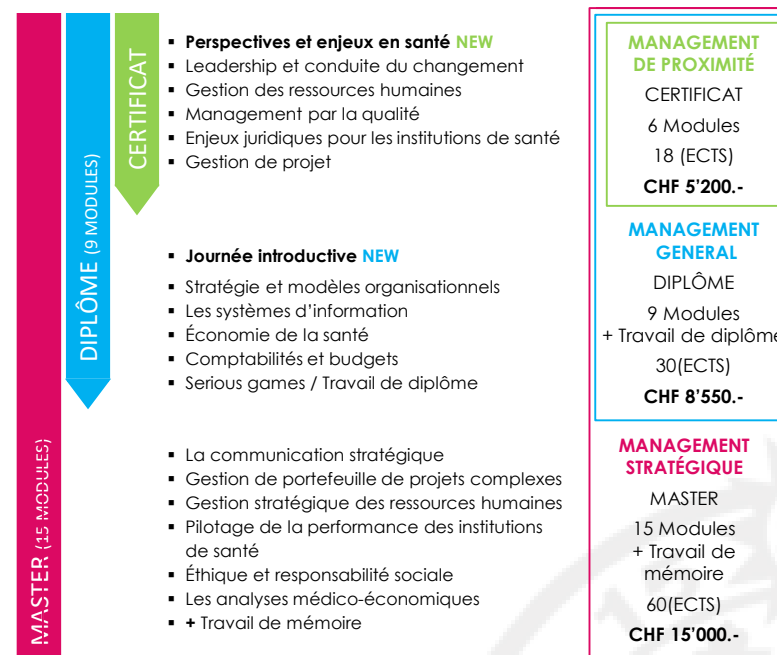 CERTIFICAT
▪ Perspectives et enjeux en santé NEW
▪ Leadership et conduite du changement
▪ Gestion des ressources humaines
▪ Management par la qualité
▪ Enjeux juridiques pour les institutions de santé
▪ Gestion de projet
MANAGEMENT
DE PROXIMITÉ
CERTIFICAT
6 Modules
18 (ECTS)
CHF 5'200.-
DIPLÔME (9 MODULES)
▪ Journée introductive NEW
▪ Stratégie et modèles organisationnels
▪ Les systèmes d'information
▪ Économie de la santé
▪ Comptabilités et budgets
▪ Serious games / Travail de diplôme
MANAGEMENT
GENERAL
DIPLÔME
9 Modules
+ Travail de diplôme
30(ECTS)
CHF 8'550.-
MASTER (15 MODULES)
▪ La communication stratégique
▪ Gestion de portefeuille de projets complexes
▪ Gestion stratégique des ressources humaines
▪ Pilotage de la performance des institutions
de santé
▪ Éthique et responsabilité sociale
▪ Les analyses médico-économiques
▪ + Travail de mémoire
MANAGEMENT
STRATÉGIQUE
MASTER
15 Modules
+ Travail de
mémoire
60(ECTS)
CHF 15'000.-